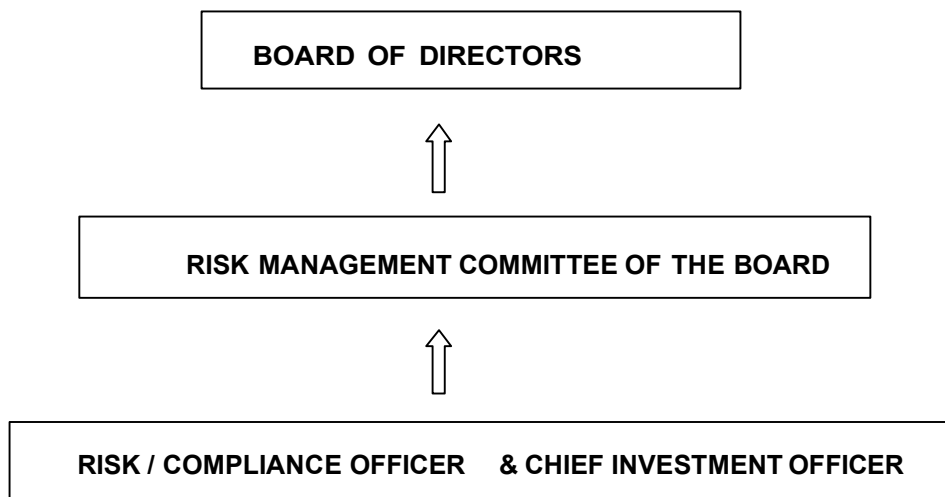 BOARD OF DIRECTORS
RISK MANAGEMENT COMMITTEE OF THE BOARD
RISK / COMPLIANCE OFFICER & CHIEF INVESTMENT OFFICER